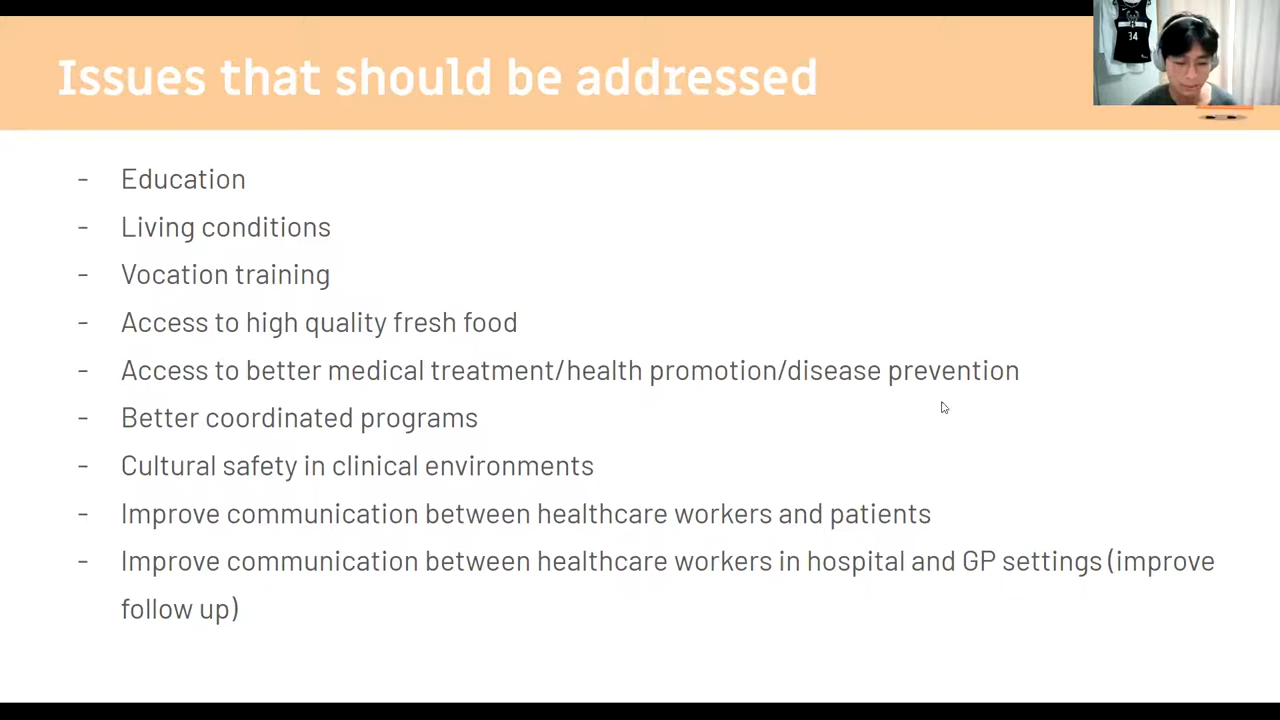 Issues that should be addressed
34
- Education
- Living conditions
- Vocation training
- Access to high quality fresh food
- Access to better medical treatment/health promotion/disease prevention
- Better coordinated programs
- Cultural safety in clinical environments
- Improve communication between healthcare workers and patients
- Improve communication between healthcare workers in hospital and GP settings (improve
follow up)